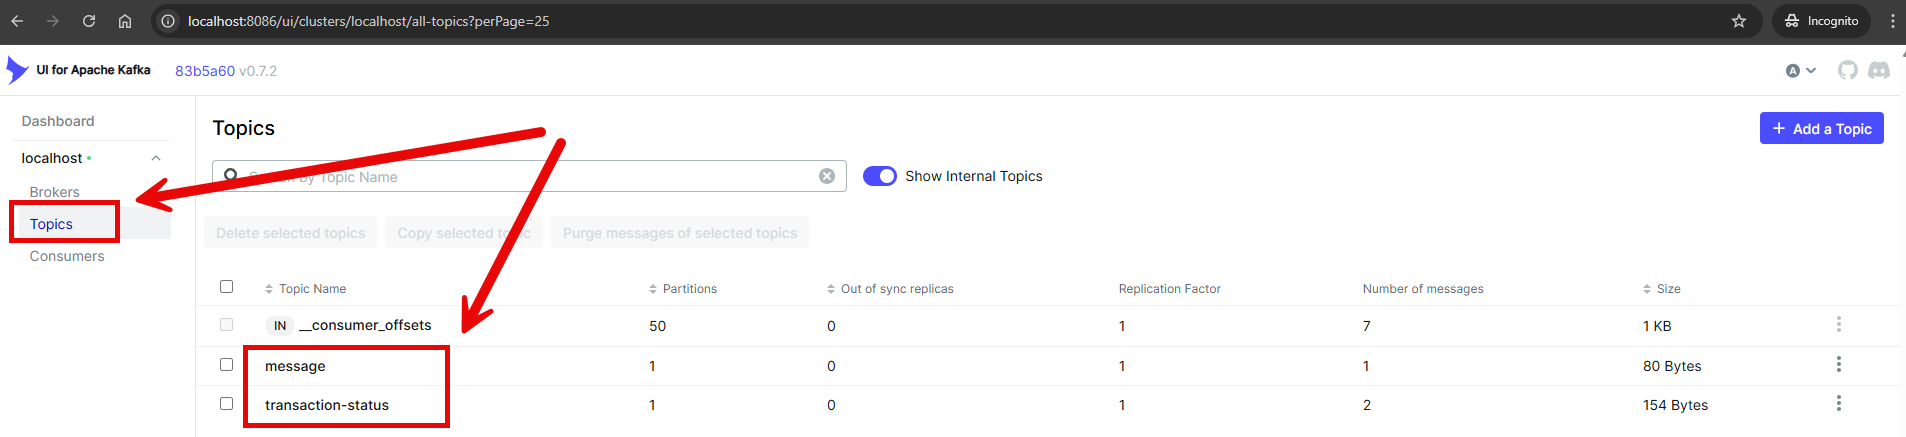 localhost:8086/ui/clusters/localhost/all-topics?perPage=25
Incognito
UI for Apache Kafka
83b5a60 v0.7.2
A
Dashboard
localhost
Brokers
Topics
Consumers
Topics
Add a Topic
by Topic Name
Show Internal Topics
Delete selected topics
Copy selected topic
Purge messages of selected topics
Topic Name Partitions Out of sync replicas Replication Factor Number of messages Size
IN __consumer_offsets 50 0 1 7 1 KB
message 1 0 1 1 80 Bytes
transaction-status 1 0 1 2 154 Bytes